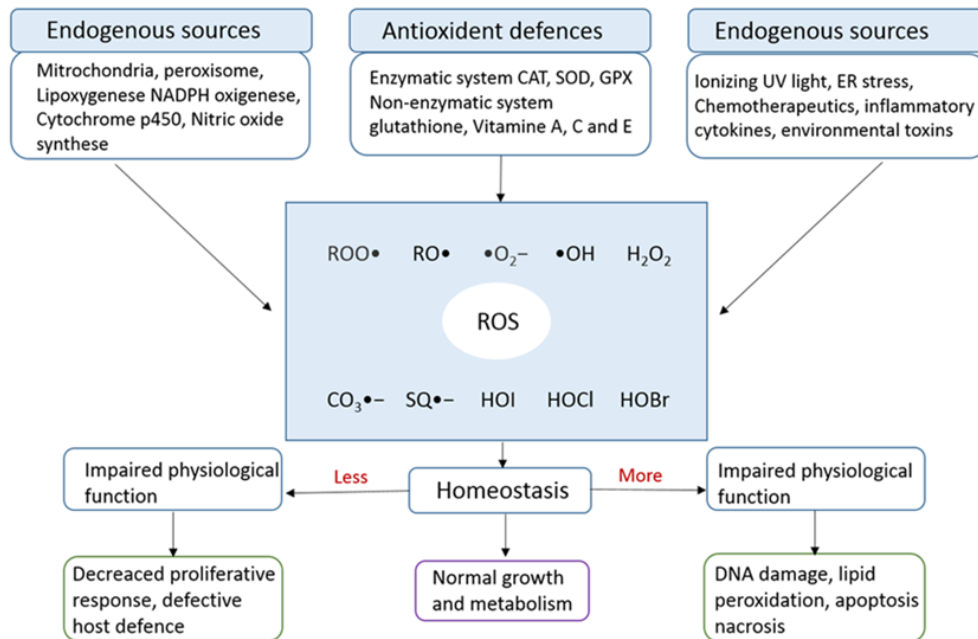 Endogenous sources
Mitrochondria, peroxisome,
Lipoxygenese NADPH oxigenese,
Cytochrome p450, Nitric oxide
synthese
Antioxident defences
Enzymatic system CAT, SOD, GPX
Non-enzymatic system
glutathione, Vitamine A, C and E
Endogenous sources
Ionizing UV light, ER stress,
Chemotherapeutics, inflammatory
cytokines, environmental toxins
ROO• RO• •O₂– •OH H₂O₂
ROS
CO₃•– SQ•– HOI HOCl HOBr
Impaired physiological
function
Less
Homeostasis
More
Impaired physiological
function
Decreaced proliferative
response, defective
host defence
Normal growth
and metabolism
DNA damage, lipid
peroxidation, apoptosis
nacrosis